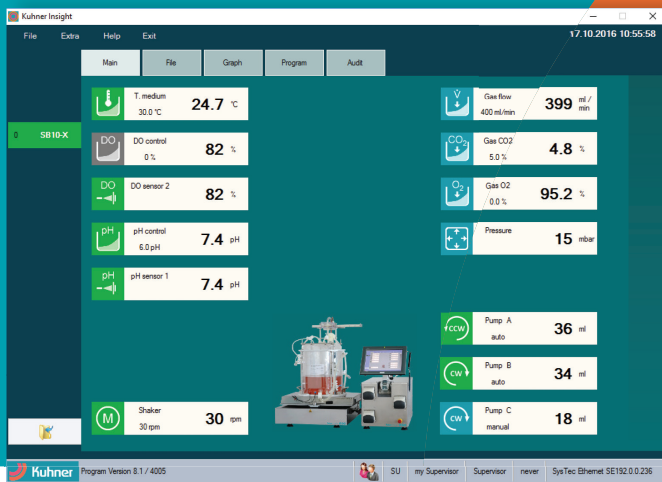 Kuhner Insight
File Extra Help Exit
17.10.2016 10:55:58
Main File Graph Program Audit
0 SB10-X
T. medium
30.0 °C
24.7 °C
DO
DO control
0 %
82 %
DO
DO sensor 2
82 %
pH
pH control
6.0 pH
7.4 pH
pH
pH sensor 1
7.4 pH
M
Shaker
30 rpm
30 rpm
V
Gas flow
400 ml/min
399 ml / min
CO2
Gas CO2
5.0 %
4.8 %
O2
Gas O2
0.0 %
95.2 %
Pressure
15 mbar
CCW
Pump A
auto
36 ml
CW
Pump B
auto
34 ml
CW
Pump C
manual
18 ml
Kuhner Program Version 8.1 / 4005 SU my Supervisor Supervisor never SysTec Ethernet SE192.0.0.236